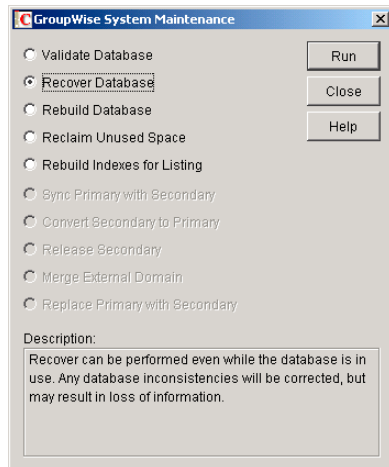 GroupWise System Maintenance
Validate Database
Run
Recover Database
Close
Rebuild Database
Help
Reclaim Unused Space
Rebuild Indexes for Listing
Sync Primary with Secondary
Convert Secondary to Primary
Release Secondary
Merge External Domain
Replace Primary with Secondary
Description:
Recover can be performed even while the database is in
use. Any database inconsistencies will be corrected, but
may result in loss of information.